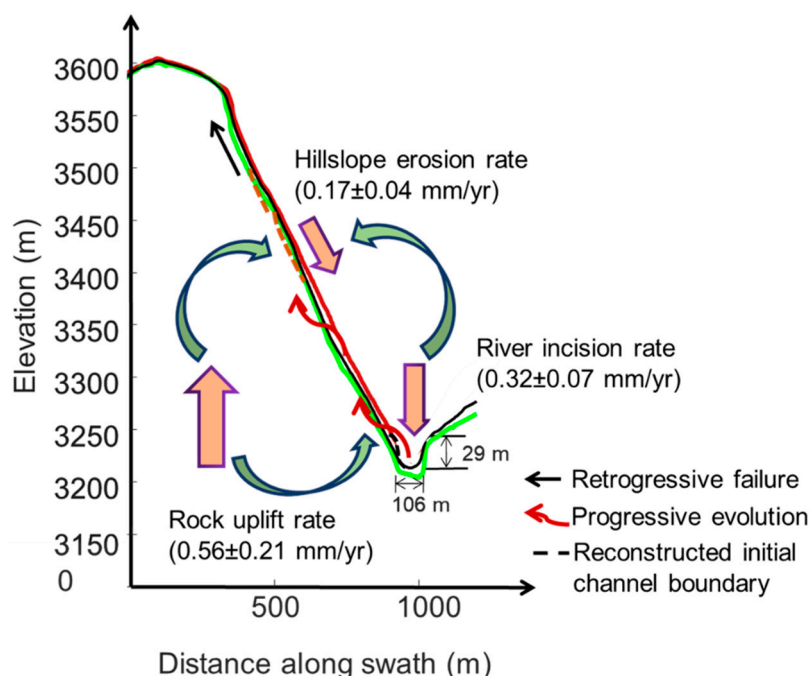 3600
3550
3500
3450
3400
3350
3300
3250
3200
3150
0
Elevation (m)
Hillslope erosion rate
(0.17±0.04 mm/yr)
River incision rate
(0.32±0.07 mm/yr)
29 m
106 m
Rock uplift rate
(0.56±0.21 mm/yr)
Retrogressive failure
Progressive evolution
Reconstructed initial
channel boundary
500
1000
Distance along swath (m)